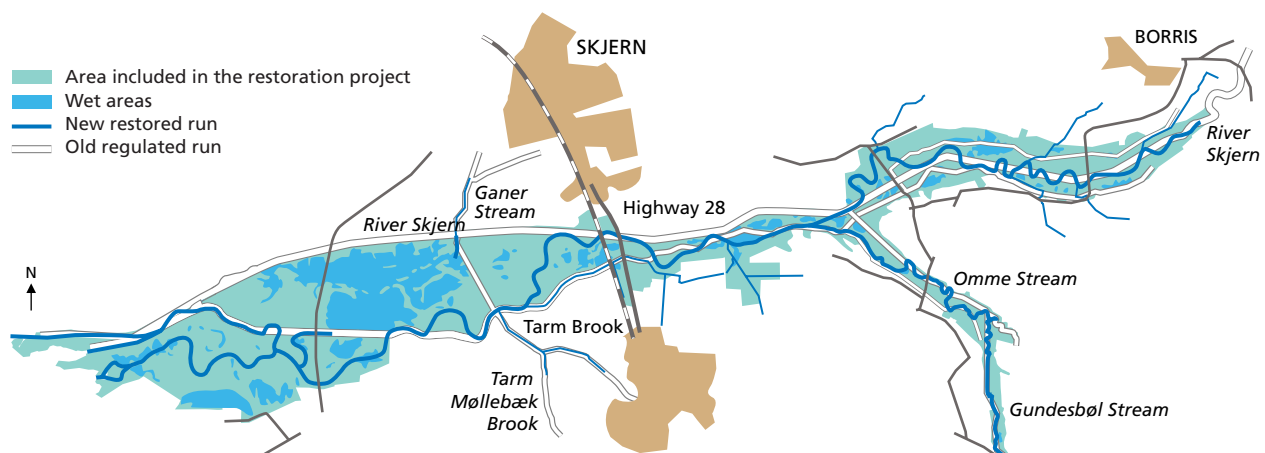 SKJERN
BORRIS
Area included in the restoration project
Wet areas
New restored run
Old regulated run
River
Skjern
Ganer
Stream
River Skjern
Highway 28
N
Omme Stream
Tarm Brook
Tarm
Møllebæk
Brook
Gundesbøl Stream